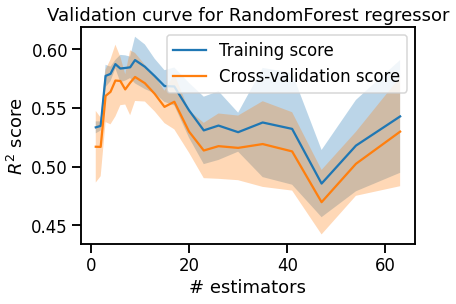 Validation curve for RandomForest regressor
Training score
Cross-validation score
R² score
0.60
0.55
0.50
0.45
0
20
40
60
# estimators